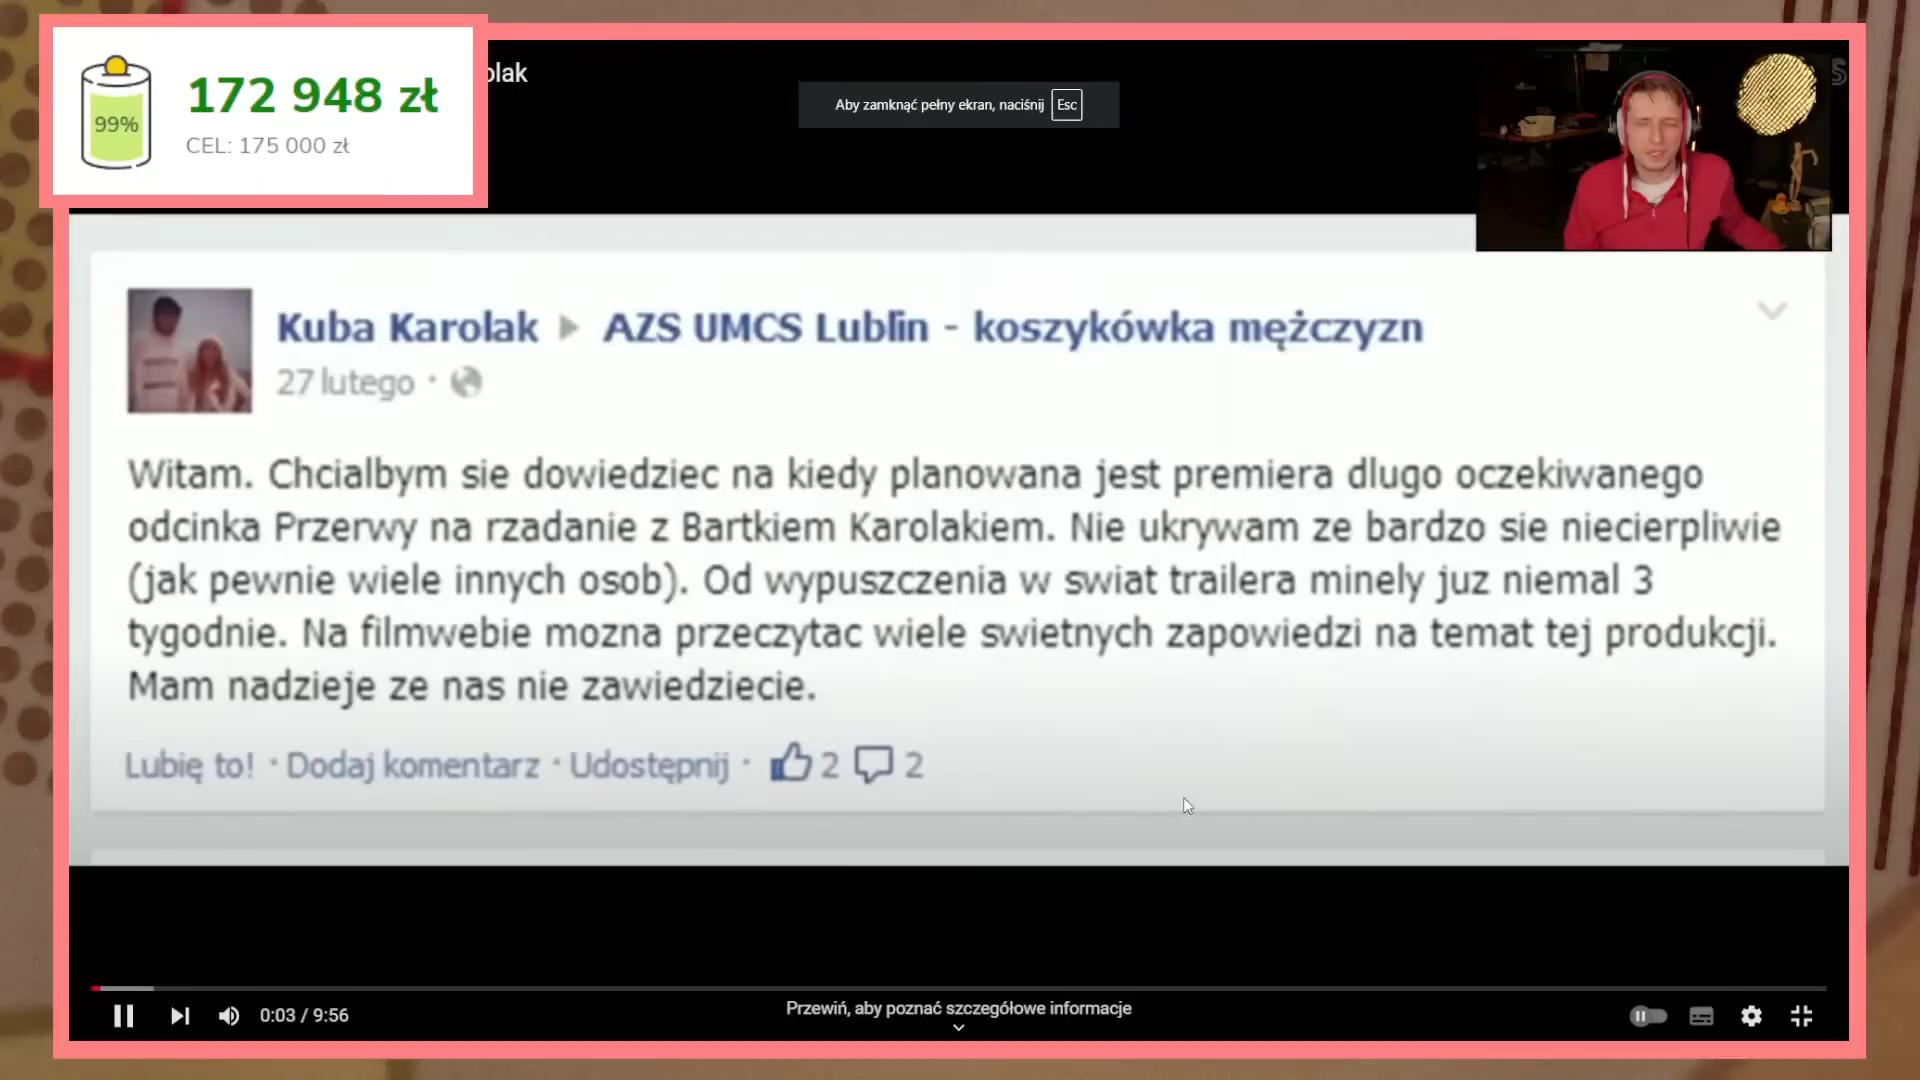 172 948 zł
99%
CEL: 175 000 zł
olak
Aby zamknąć pełny ekran, naciśnij Esc
Kuba Karolak ▶ AZS UMCS Lublin - koszykówka mężczyzn
27 lutego ·
Witam. Chcialbym sie dowiedziec na kiedy planowana jest premiera dlugo oczekiwanego
odcinka Przerwy na rzadanie z Bartkiem Karolakiem. Nie ukrywam ze bardzo sie niecierpliwie
(jak pewnie wiele innych osob). Od wypuszczenia w swiat trailera minely juz niemal 3
tygodnie. Na filmwebie mozna przeczytac wiele swietnych zapowiedzi na temat tej produkcji.
Mam nadzieje ze nas nie zawiedziecie.
Lubię to! · Dodaj komentarz · Udostępnij · 2 2
0:03 / 9:56
Przewiń, aby poznać szczegółowe informacje